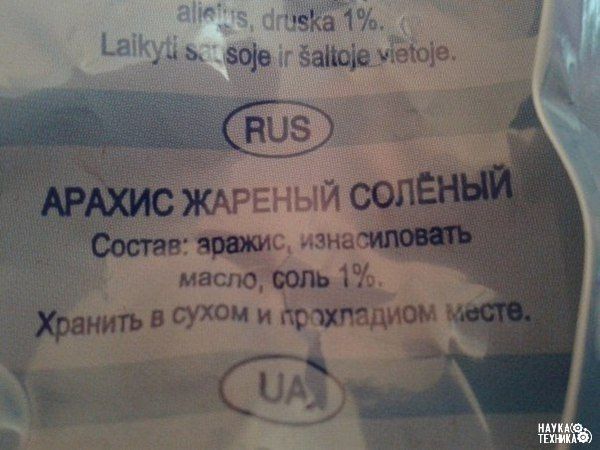 aliejus, druska 1%.
Laikyti sausoje ir šaltoje vietoje.
RUS
АРАХИС ЖАРЕНЫЙ СОЛЁНЫЙ
Состав: аражис, изнасиловать
масло, соль 1%.
Хранить в сухом и прохладиом месте.
UA
НАУКА
ТЕХНИКА